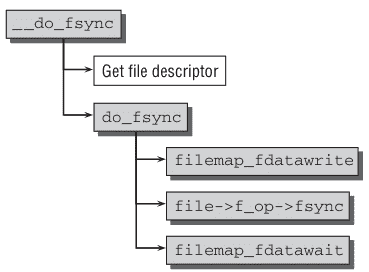 __do_fsync
Get file descriptor
do_fsync
filemap_fdatawrite
file->f_op->fsync
filemap_fdatawait